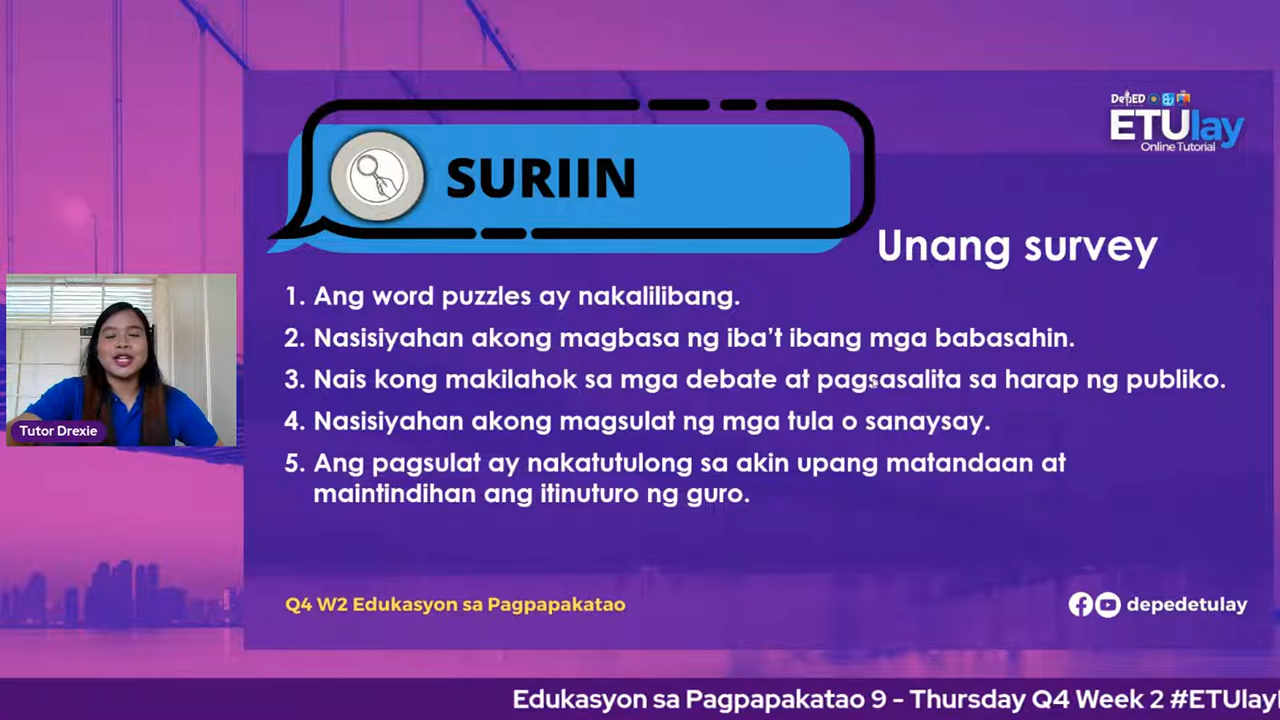 DepED
ETUlay
Online Tutorial
SURIIN
Unang survey
1. Ang word puzzles ay nakalilibang.
2. Nasisiyahan akong magbasa ng iba't ibang mga babasahin.
3. Nais kong makilahok sa mga debate at pagsasalita sa harap ng publiko.
4. Nasisiyahan akong magsulat ng mga tula o sanaysay.
5. Ang pagsulat ay nakatutulong sa akin upang matandaan at
maintindihan ang itinuturo ng guro.
Tutor Drexie
Q4 W2 Edukasyon sa Pagpapakatao
depedetulay
Edukasyon sa Pagpapakatao 9 - Thursday Q4 Week 2 #ETUlay